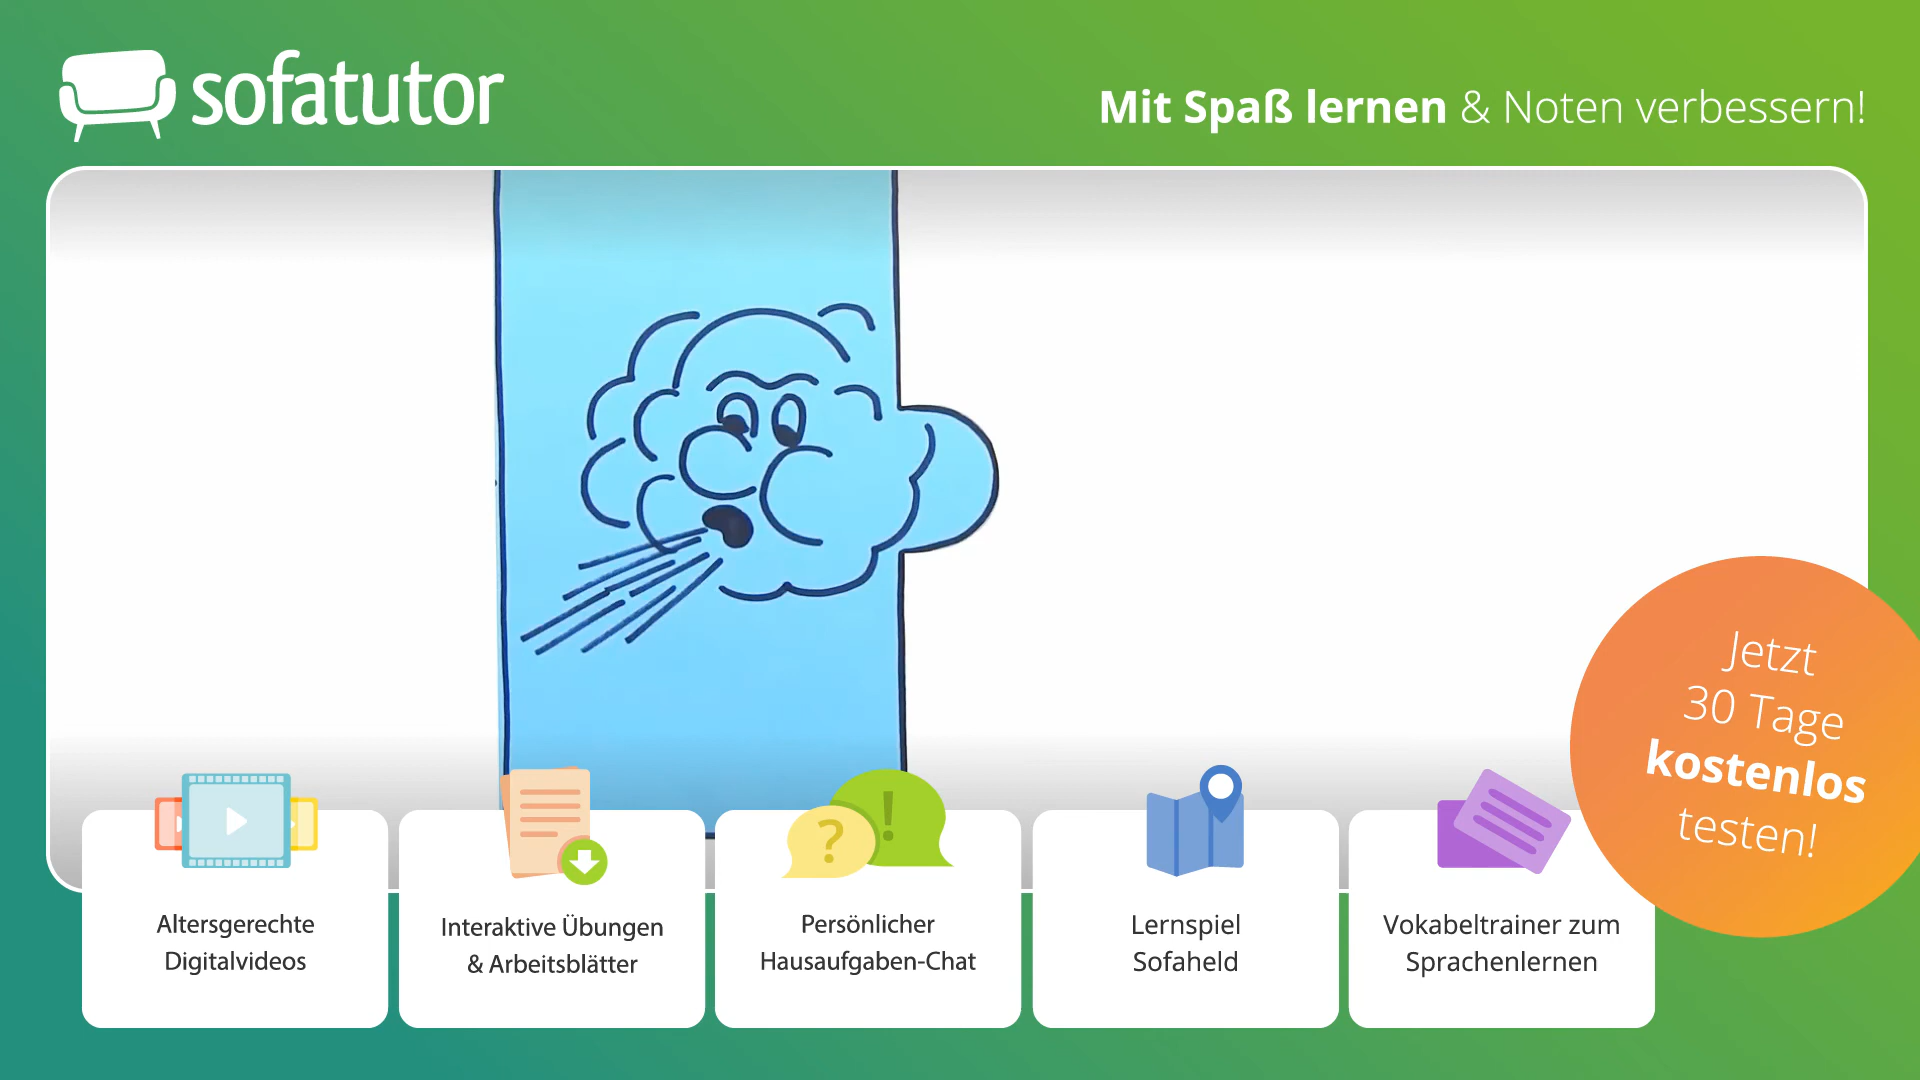 sofatutor
Mit Spaß lernen & Noten verbessern!
Jetzt
30 Tage
kostenlos
testen!
?
!
Altersgerechte
Digitalvideos
Interaktive Übungen
& Arbeitsblätter
Persönlicher
Hausaufgaben-Chat
Lernspiel
Sofaheld
Vokabeltrainer zum
Sprachenlernen